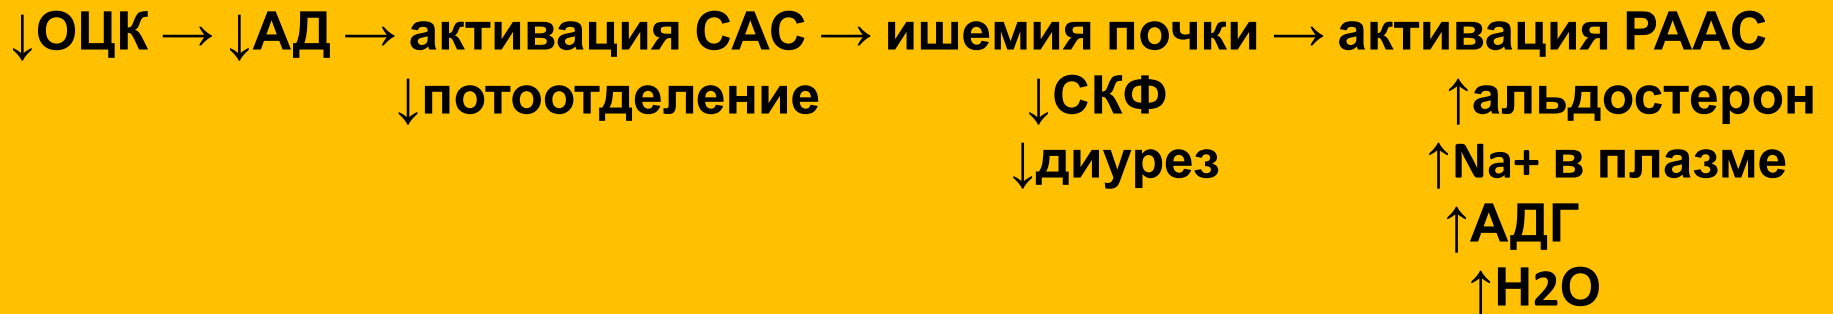 ↓ОЦК → ↓АД → активация САС → ишемия почки → активация РААС
↓потоотделение ↓СКФ ↑альдостерон
↓диурез ↑Na+ в плазме
↑АДГ
↑H2O